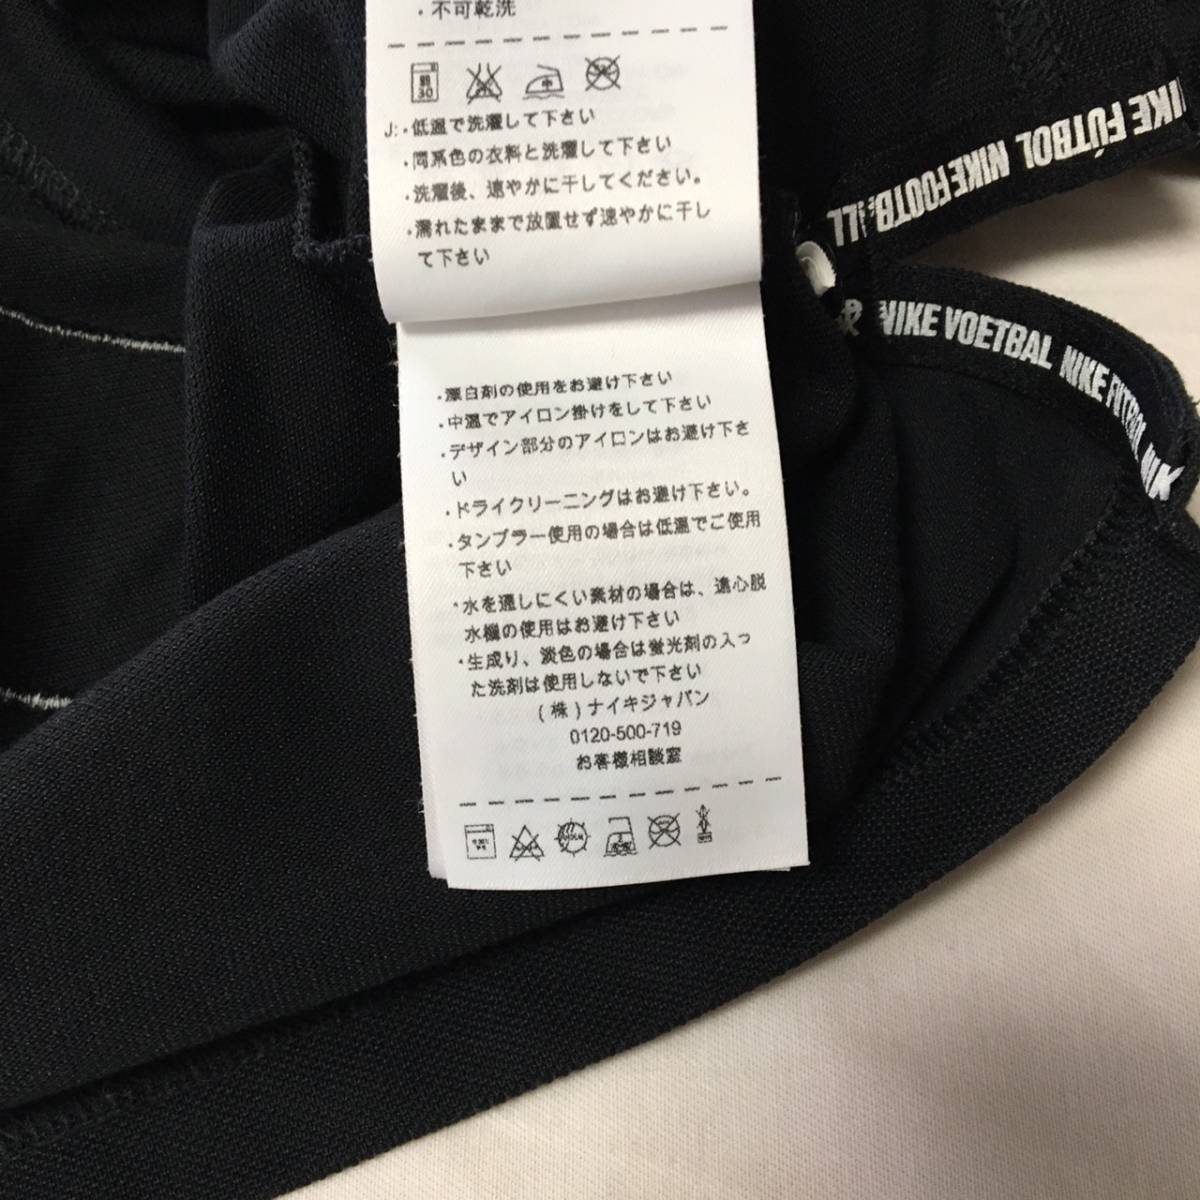 ・不可乾洗
30
中
J:・低温で洗濯して下さい
・同系色の衣料と洗濯して下さい
・洗濯後、速やかに干してください。
・濡れたままで放置せず速やかに干し
て下さい
・漂白剤の使用をお避け下さい
・中温でアイロン掛けをして下さい
・デザイン部分のアイロンはお避け下さ
い
・ドライクリーニングはお避け下さい。
・タンブラー使用の場合は低温でご使用
下さい
・水を通しにくい素材の場合は、遠心脱
水機の使用はお避け下さい
・生成り、淡色の場合は蛍光剤の入っ
た洗剤は使用しないで下さい
(株)ナイキジャパン
0120-500-719
お客様相談室
NIKE FÚTBOL NIKE FOOTBALL
NIKE VOETBAL NIKE FUTBOL NIK